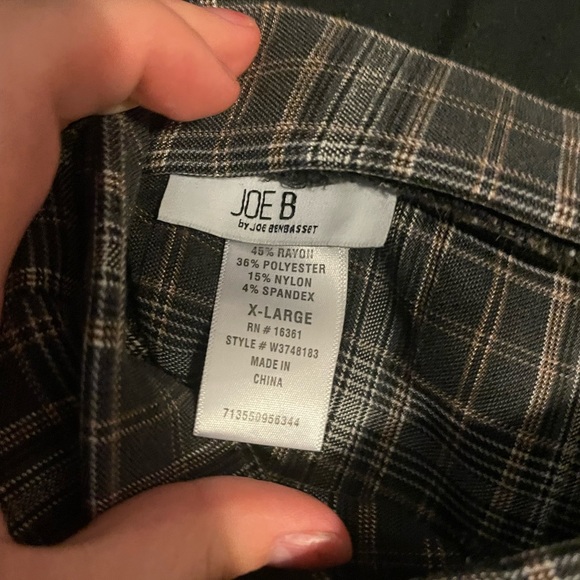 JOE B
by JOE BENBASSET
45% RAYON
36% POLYESTER
15% NYLON
4% SPANDEX
X-LARGE
RN # 16361
STYLE # W3748183
MADE IN
CHINA
713550956344